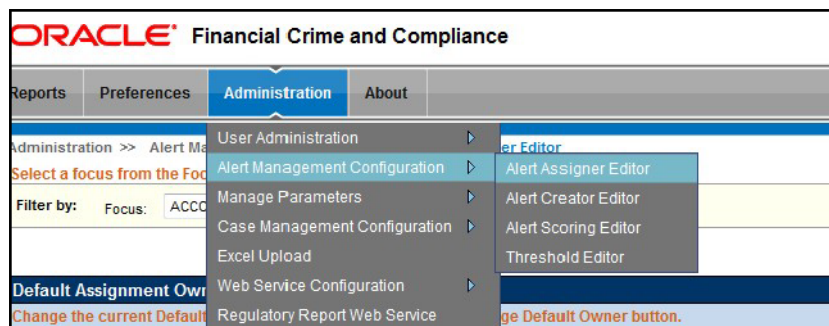 ORACLE Financial Crime and Compliance
Reports Preferences Administration About
Administration >> Alert Ma er Editor
Select a focus from the Foc
Filter by: Focus: ACCO
User Administration
Alert Management Configuration
Manage Parameters
Case Management Configuration
Excel Upload
Web Service Configuration
Regulatory Report Web Service
Alert Assigner Editor
Alert Creator Editor
Alert Scoring Editor
Threshold Editor
Default Assignment Own
Change the current Default ge Default Owner button.